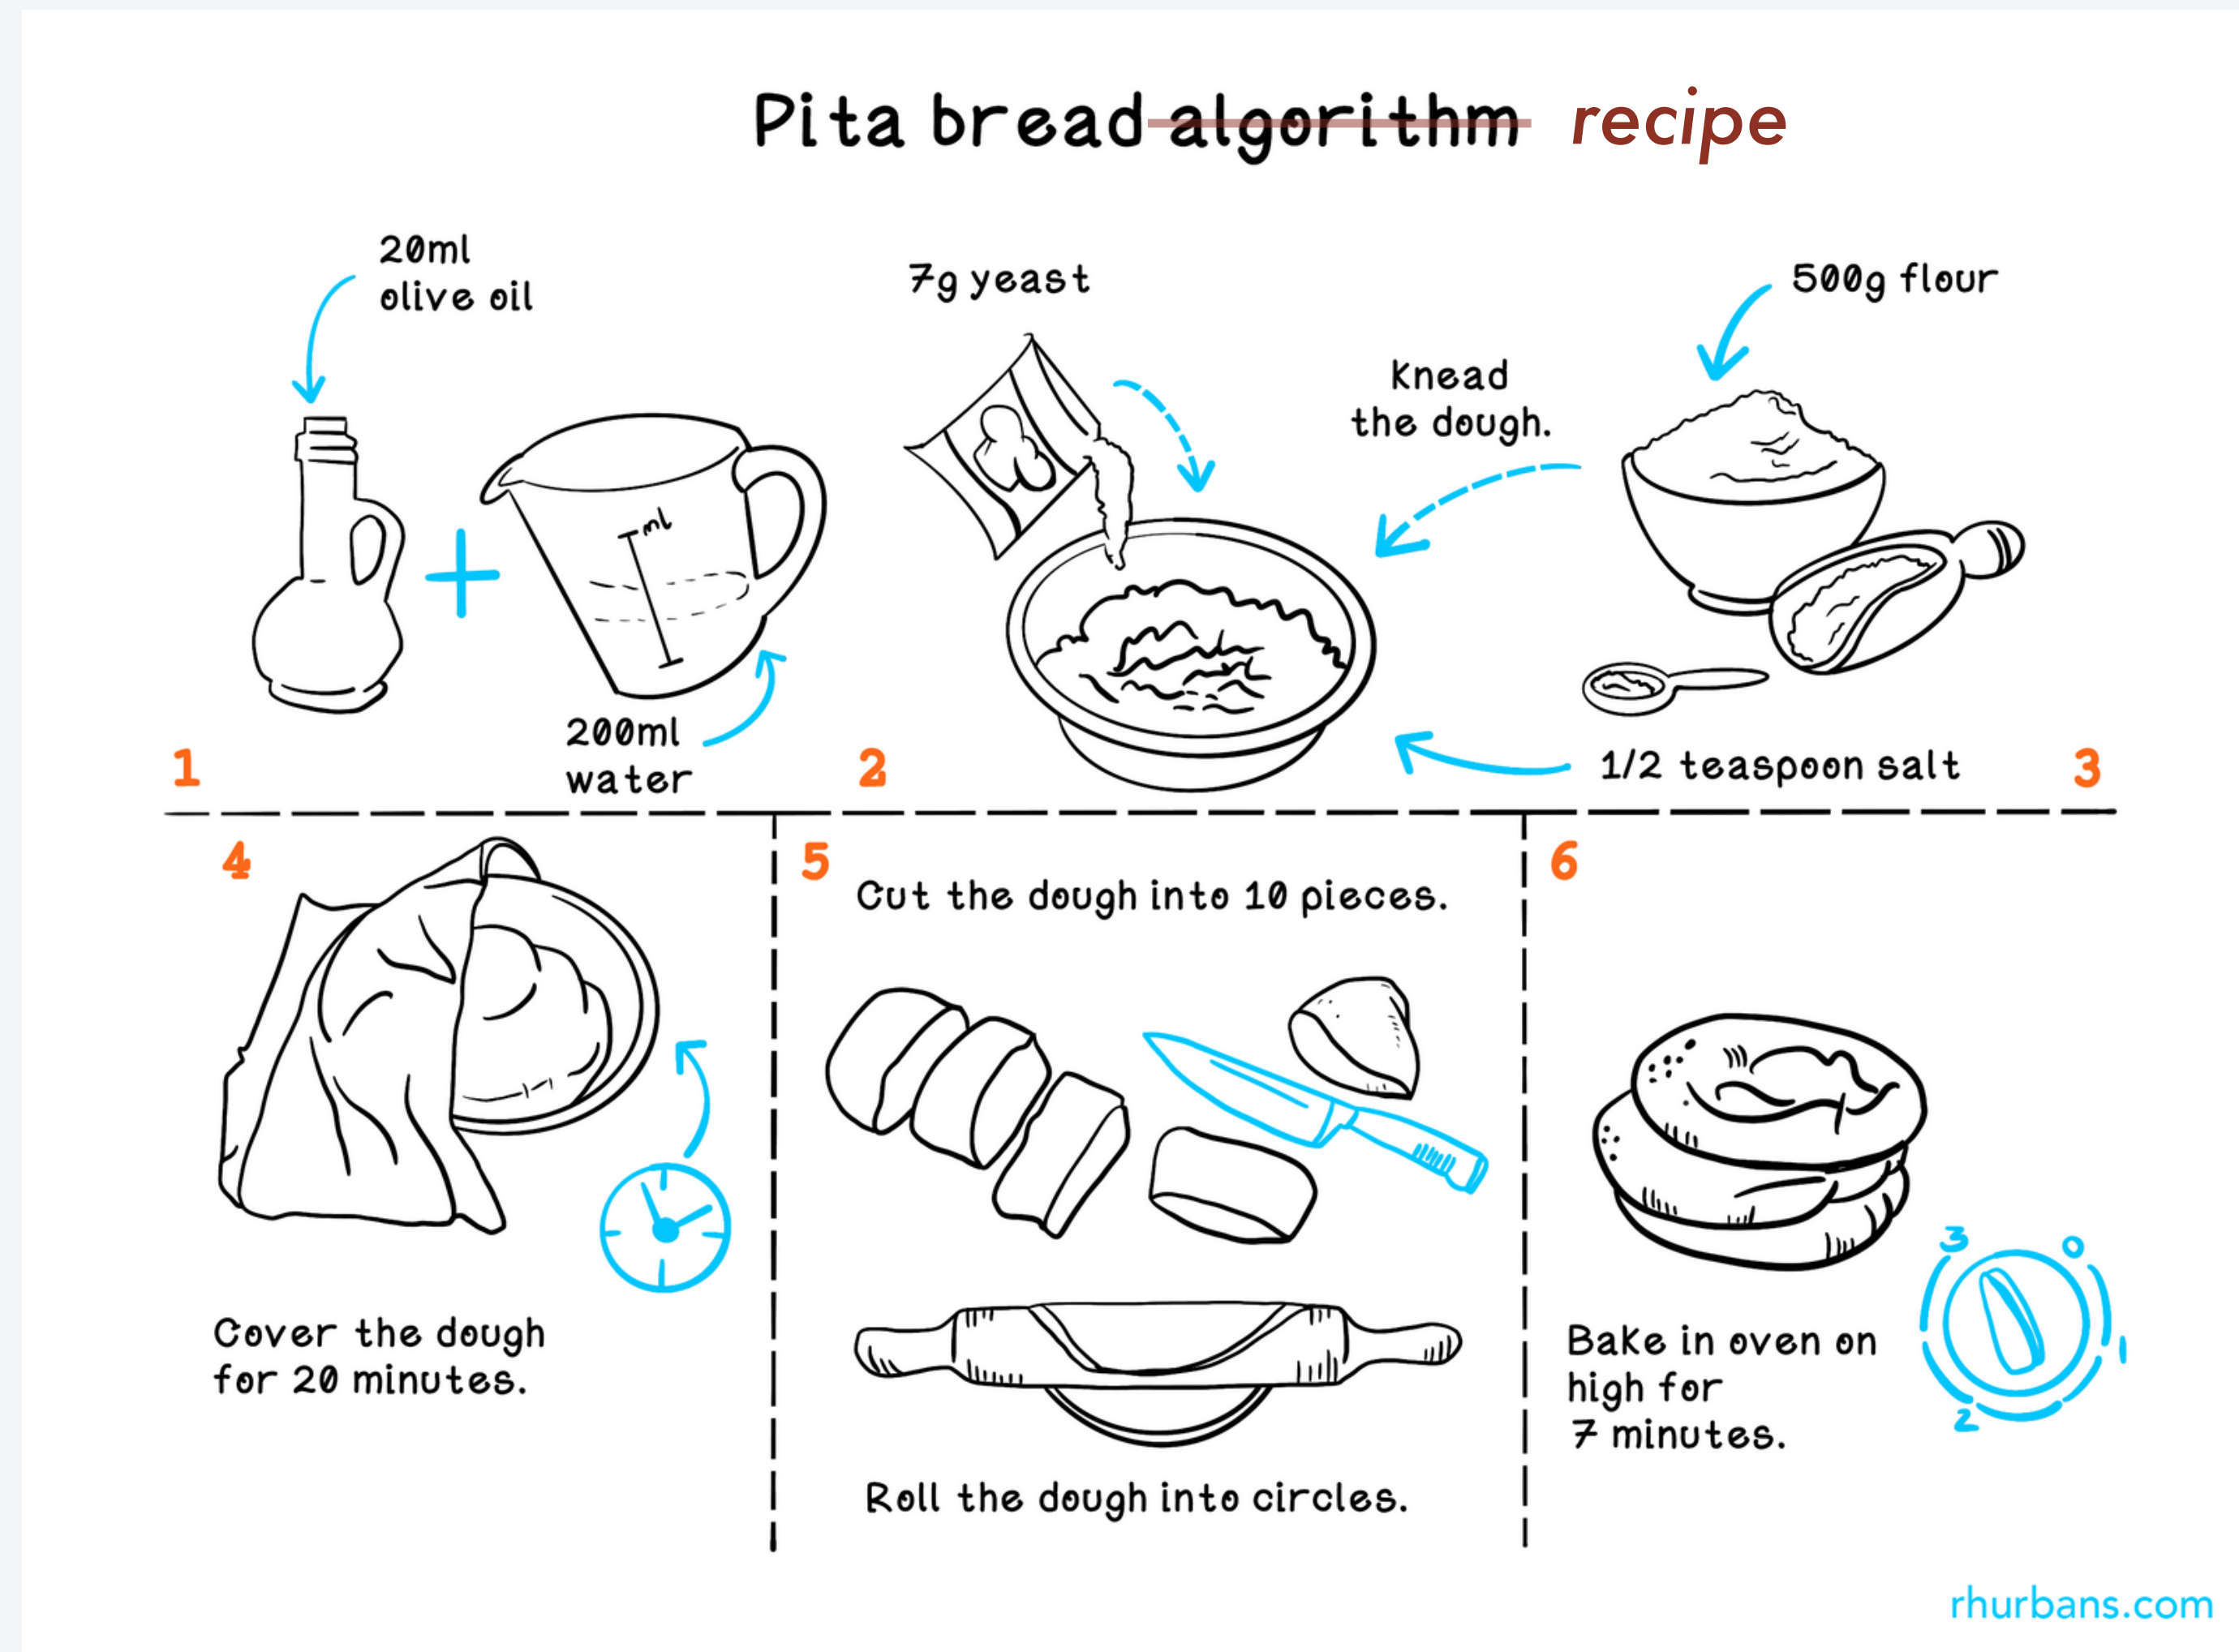 Pita bread algorithm recipe
20ml
olive oil
200ml
water
1
ml
7g yeast
2
Knead
the dough.
500g flour
1/2 teaspoon salt
3
4
Cover the dough
for 20 minutes.
5
Cut the dough into 10 pieces.
Roll the dough into circles.
6
Bake in oven on
high for
7 minutes.
3
0
1
2
rhurbans.com